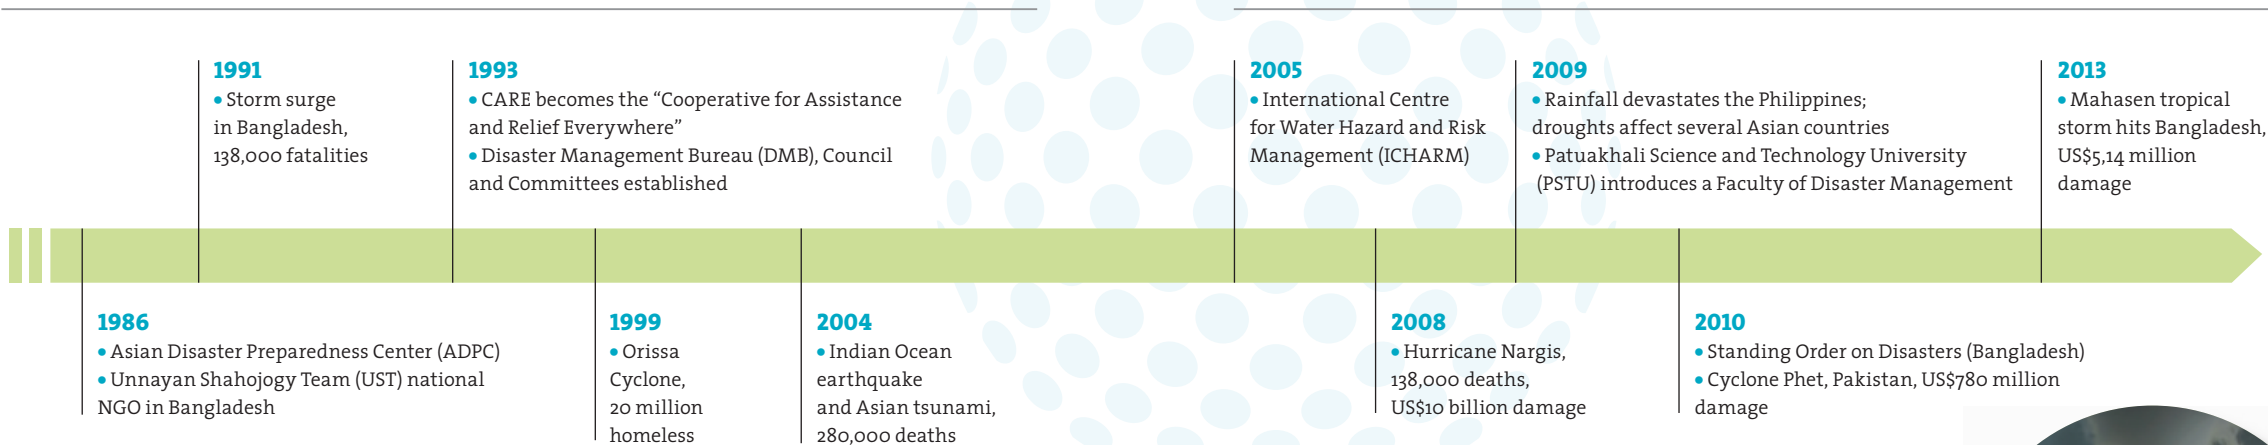 1991
• Storm surge
in Bangladesh,
138,000 fatalities
1993
• CARE becomes the “Cooperative for Assistance
and Relief Everywhere”
• Disaster Management Bureau (DMB), Council
and Committees established
2005
• International Centre
for Water Hazard and Risk
Management (ICHARM)
2009
• Rainfall devastates the Philippines;
droughts affect several Asian countries
• Patuakhali Science and Technology University
(PSTU) introduces a Faculty of Disaster Management
2013
• Mahasen tropical
storm hits Bangladesh,
US$5,14 million
damage
1986
• Asian Disaster Preparedness Center (ADPC)
• Unnayan Shahojogy Team (UST) national
NGO in Bangladesh
1999
• Orissa
Cyclone,
20 million
homeless
2004
• Indian Ocean
earthquake
and Asian tsunami,
280,000 deaths
2008
• Hurricane Nargis,
138,000 deaths,
US$10 billion damage
2010
• Standing Order on Disasters (Bangladesh)
• Cyclone Phet, Pakistan, US$780 million
damage